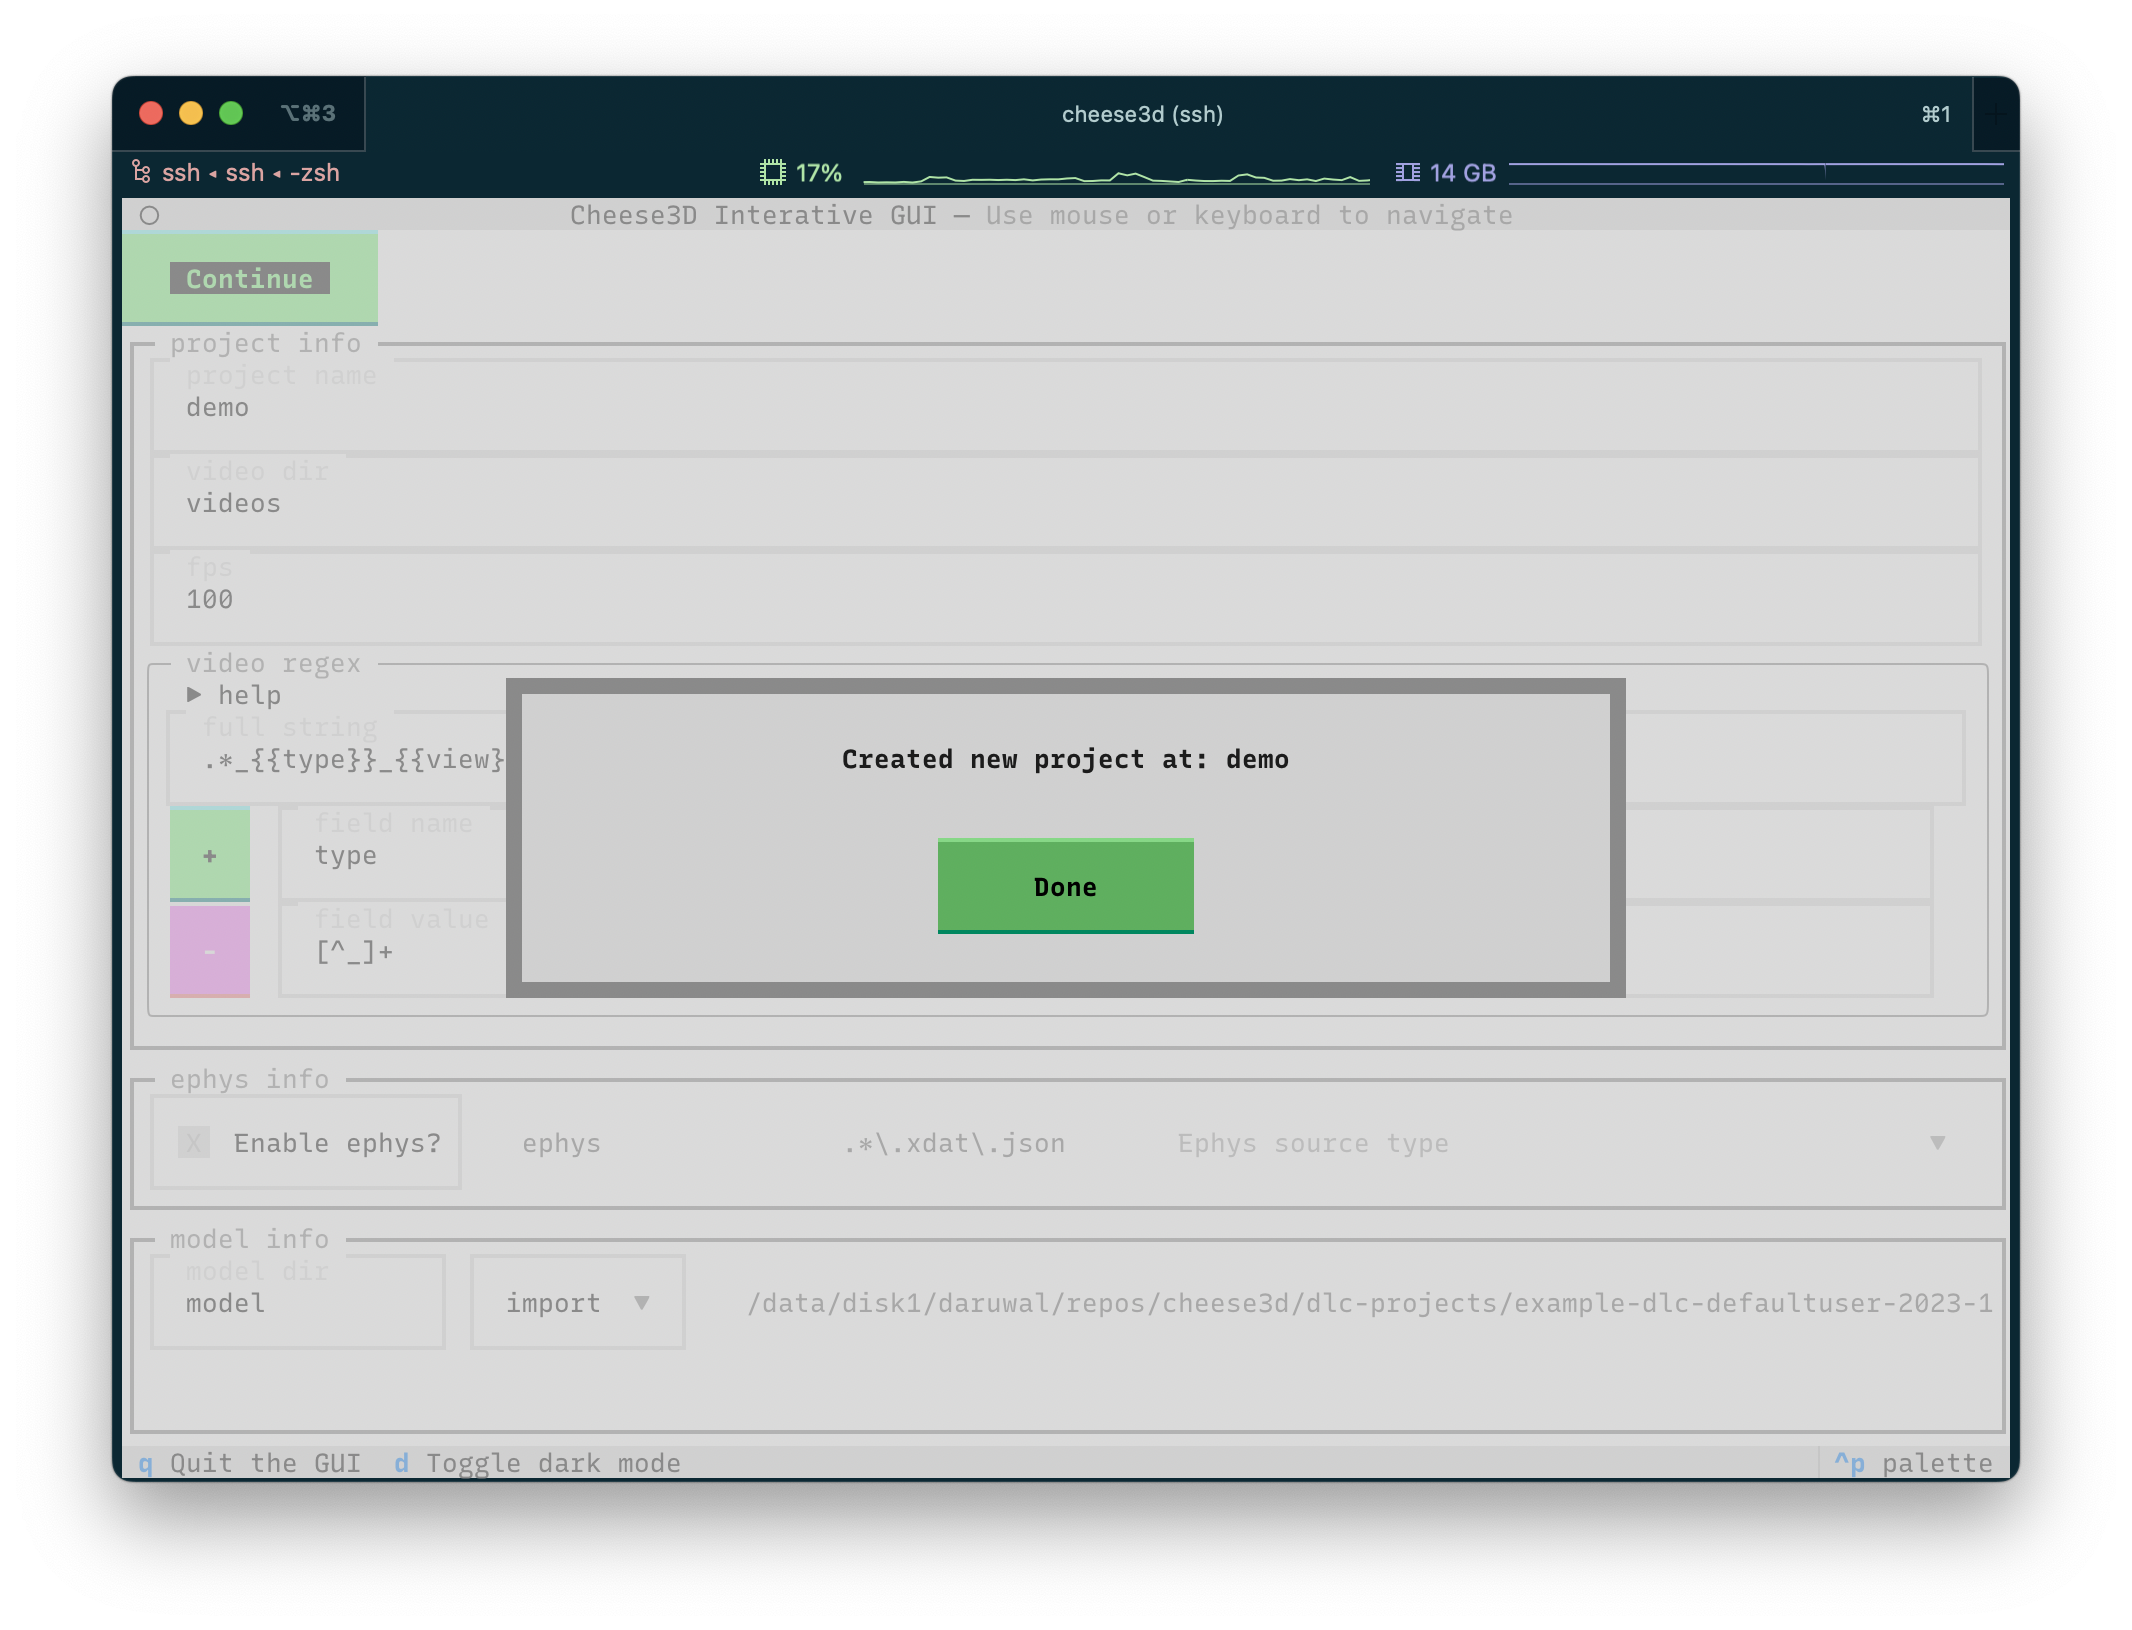 ⌥⌘3
cheese3d (ssh)
⌘1
ssh ◂ ssh ◂ -zsh
17%
14 GB
Cheese3D Interative GUI — Use mouse or keyboard to navigate
Continue
project info
project name
demo
video dir
videos
fps
100
video regex
▶ help
full string
.*_{{type}}_{{view}
Created new project at: demo
+
field name
type
Done
-
field value
[^_]+
ephys info
X Enable ephys?
ephys
.*\.xdat\.json
Ephys source type ▼
model info
model dir
model
import ▼
/data/disk1/daruwal/repos/cheese3d/dlc-projects/example-dlc-defaultuser-2023-1
q Quit the GUI
d Toggle dark mode
^p palette